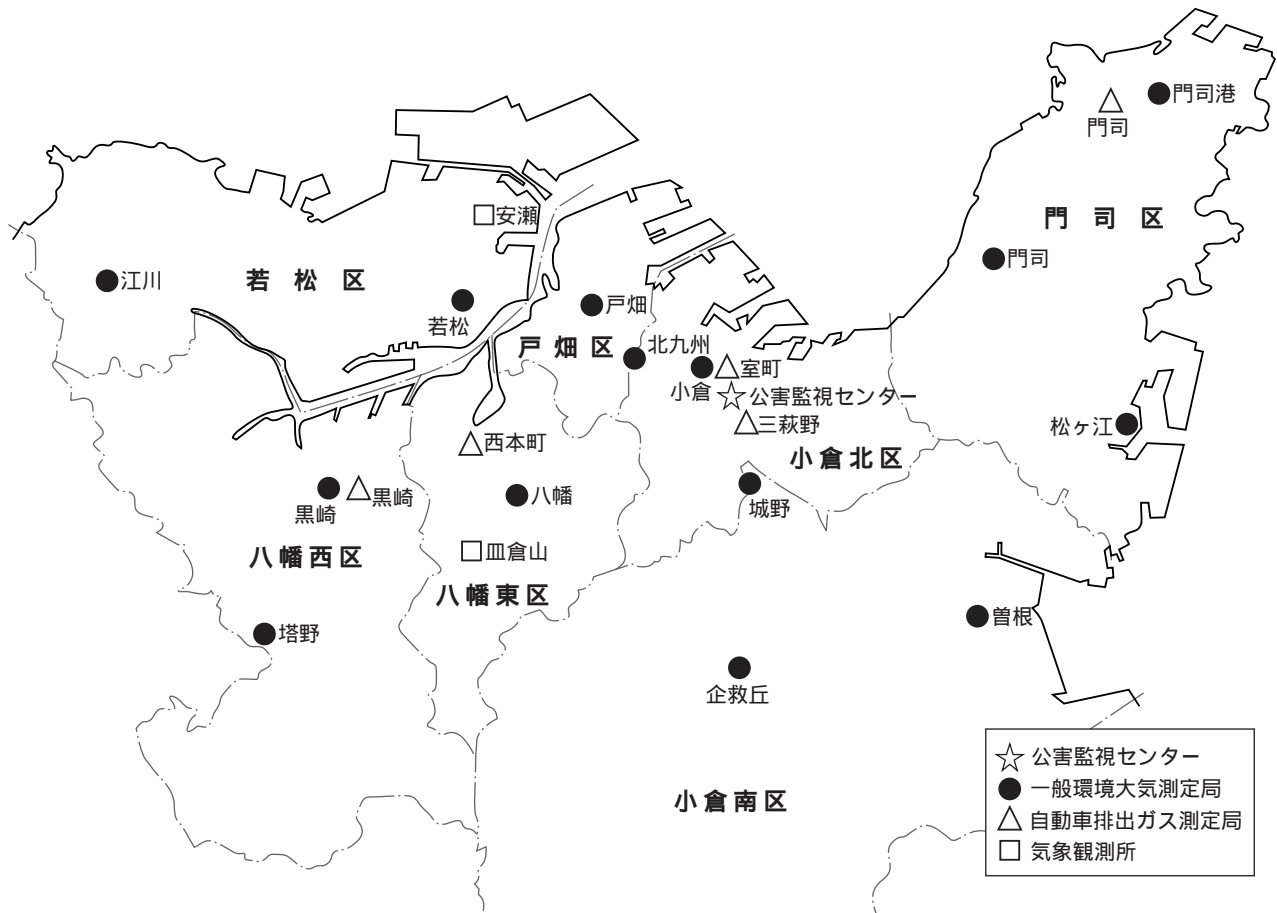 門司港
門司
安瀬
門司区
門司
江川
若松区
若松
戸畑
戸畑区
北九州
小倉
室町
公害監視センター
三萩野
松ヶ江
西本町
小倉北区
八幡
黒崎
黒崎
城野
皿倉山
八幡西区
八幡東区
曽根
塔野
企救丘
小倉南区
公害監視センター
一般環境大気測定局
自動車排出ガス測定局
気象観測所